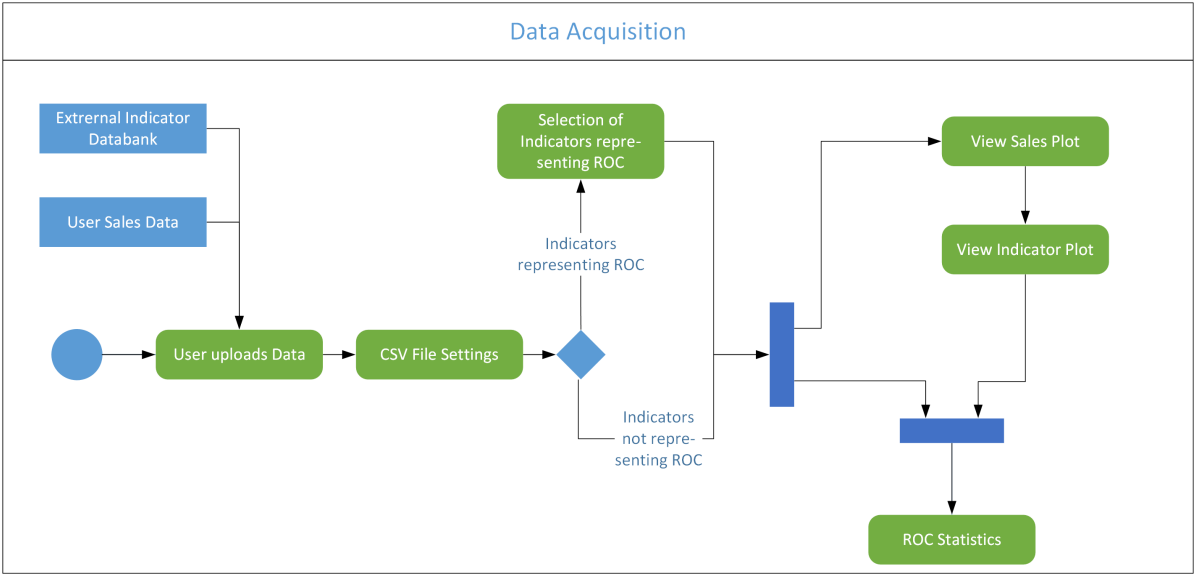 Data Acquisition
Extrernal Indicator
Databank
User Sales Data
User uploads Data
CSV File Settings
Selection of
Indicators repre-
senting ROC
Indicators
representing ROC
Indicators
not repre-
senting ROC
View Sales Plot
View Indicator Plot
ROC Statistics